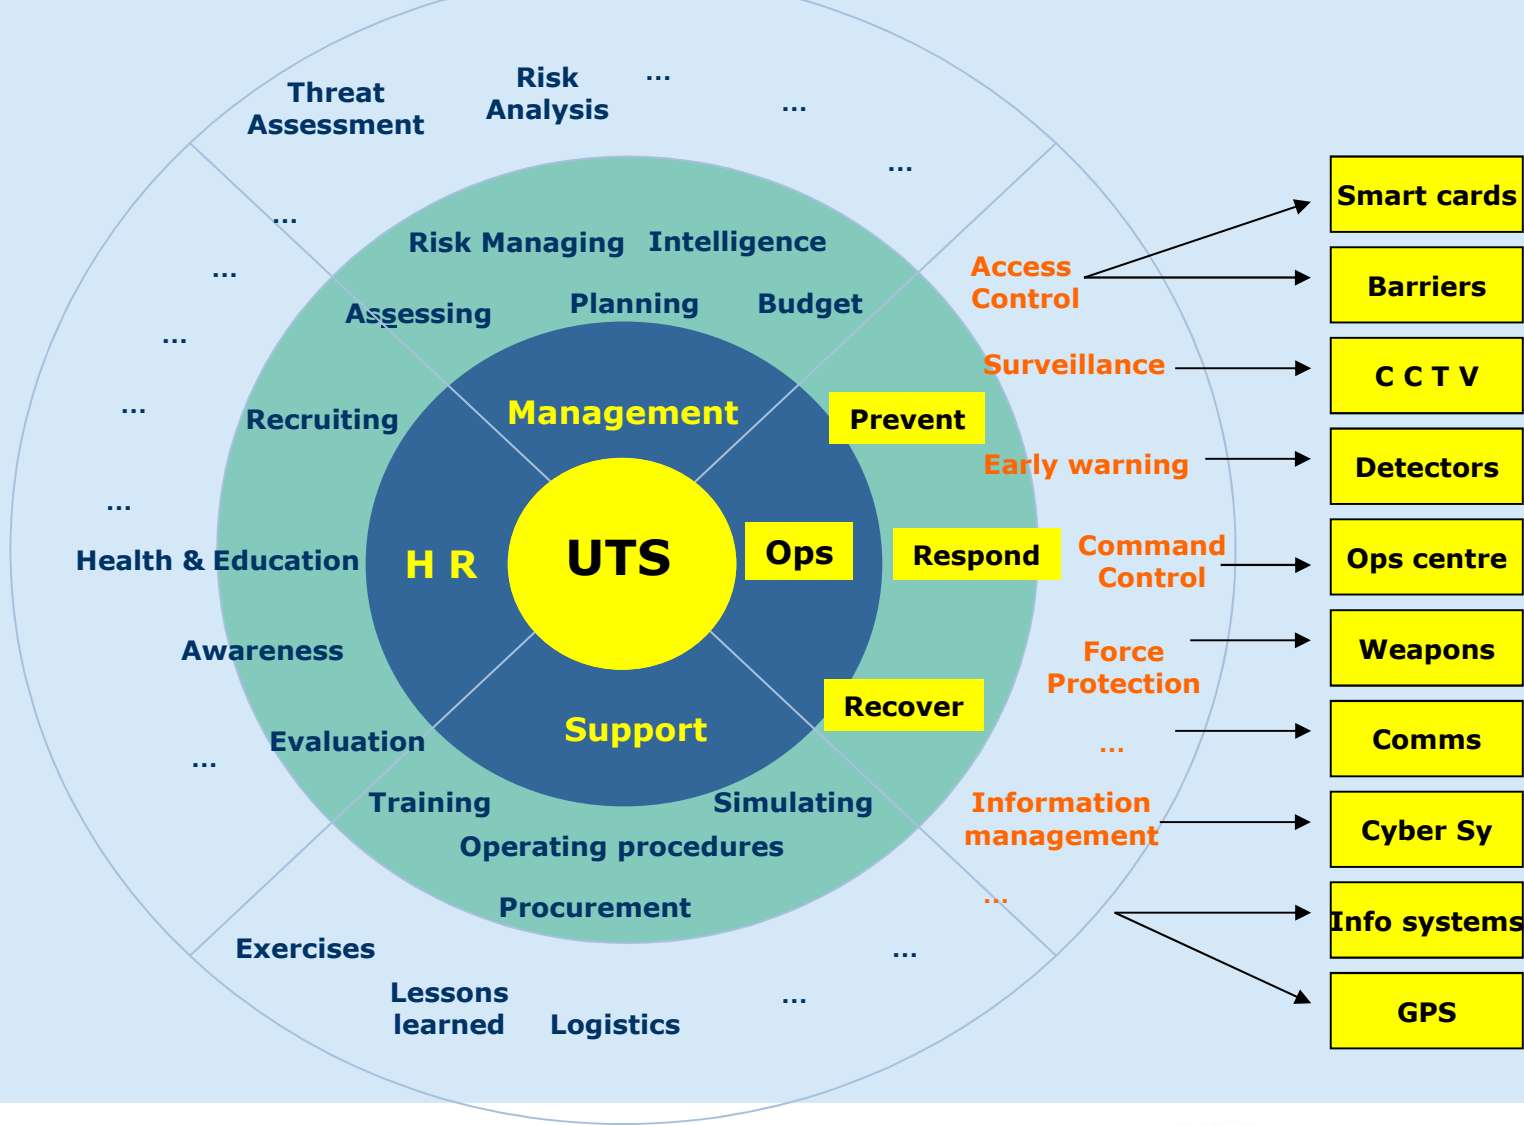 Threat
Assessment
Risk
Analysis
...
...
...
...
...
...
...
...
...
Risk Managing
Intelligence
Assessing
Planning
Budget
Recruiting
Health & Education
Awareness
Evaluation
Management
H R
UTS
Ops
Support
Prevent
Respond
Recover
Training
Simulating
Operating procedures
Procurement
Exercises
Lessons
learned
Logistics
...
...
Access
Control
Surveillance
Early warning
Command
Control
Force
Protection
...
Information
management
...
Smart cards
Barriers
C C T V
Detectors
Ops centre
Weapons
Comms
Cyber Sy
Info systems
GPS